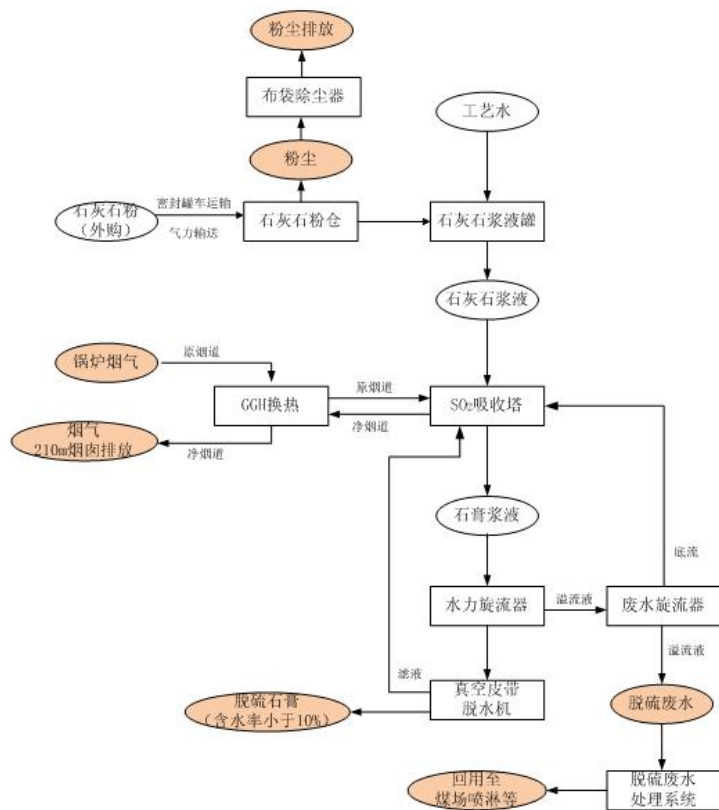 粉尘排放
布袋除尘器
工艺水
粉尘
石灰石粉
（外购）
密封罐车运输
气力输送
石灰石粉仓
石灰石浆液罐
石灰石浆液
锅炉烟气
原烟道
GGH换热
原烟道
净烟道
SO₂吸收塔
烟气
210m烟囱排放
净烟道
石膏浆液
底流
水力旋流器
溢流液
废水旋流器
溢流液
滤液
真空皮带
脱水机
脱硫石膏
（含水率小于10%）
脱硫废水
回用至
煤场喷淋等
脱硫废水
处理系统